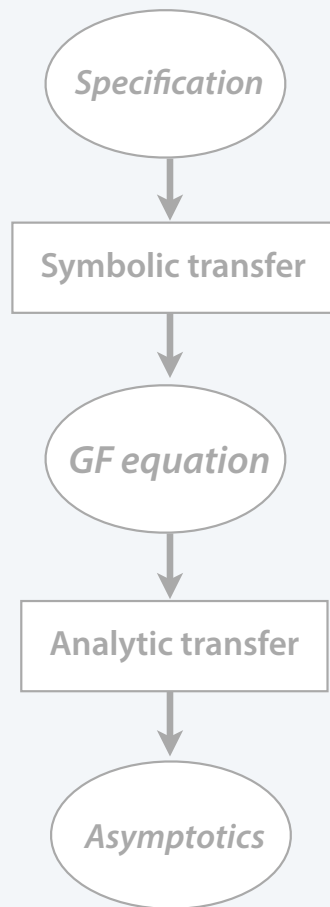 Specification
Symbolic transfer
GF equation
Analytic transfer
Asymptotics